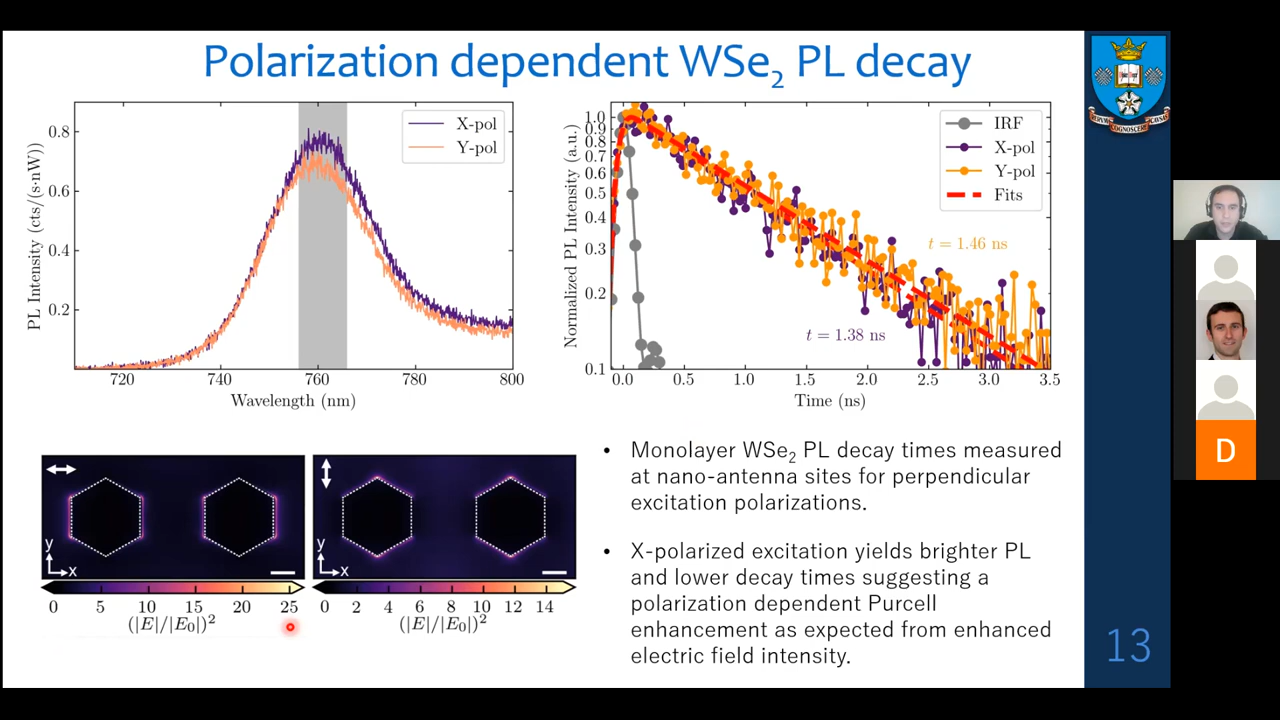 Polarization dependent WSe₂ PL decay
PL Intensity (cts/(s·nW))
0.8
0.6
0.4
0.2
720
740
760
780
800
Wavelength (nm)
X-pol
Y-pol
Normalized PL Intensity (a.u.)
1.0
0.9
0.8
0.7
0.6
0.5
0.4
0.3
0.2
0.1
0.0
0.5
1.0
1.5
2.0
2.5
3.0
3.5
Time (ns)
IRF
X-pol
Y-pol
Fits
t = 1.46 ns
t = 1.38 ns
y
x
0 5 10 15 20 25
(|E|/|E₀|)²
y
x
0 2 4 6 8 10 12 14
(|E|/|E₀|)²
• Monolayer WSe₂ PL decay times measured
at nano-antenna sites for perpendicular
excitation polarizations.
• X-polarized excitation yields brighter PL
and lower decay times suggesting a
polarization dependent Purcell
enhancement as expected from enhanced
electric field intensity.
13
D